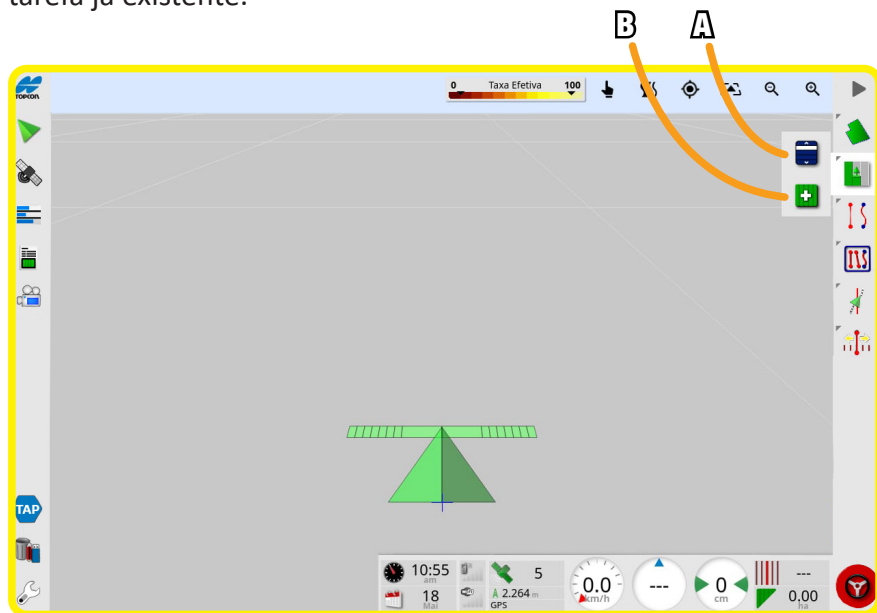 tarefa já existente.
B A
TOPCON
0 Taxa Efetiva 100
TAP
10:55
am
18
Mai
5
2.264 m
GPS
0.0
km/h
---
0
cm
---
0.00
ha